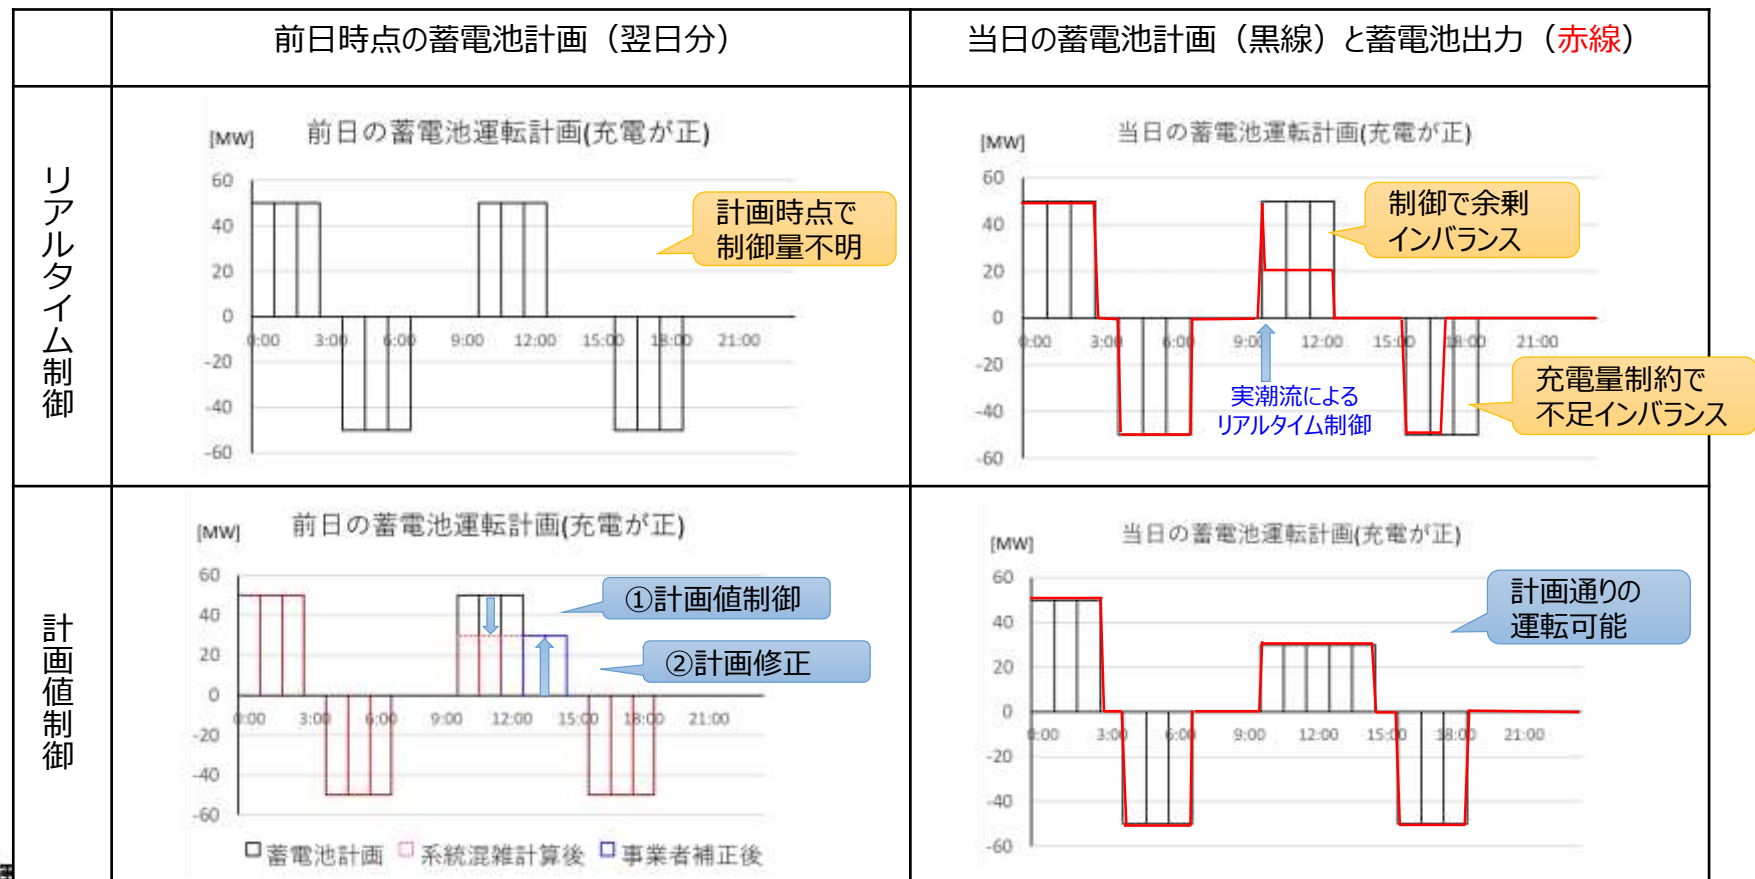 前日時点の蓄電池計画（翌日分）
当日の蓄電池計画（黒線）と蓄電池出力（赤線）
リアルタイム制御
[MW]
前日の蓄電池運転計画(充電が正)
60
40
20
0
-20
-40
-60
0:00 3:00 6:00 9:00 12:00 15:00 18:00 21:00
計画時点で
制御量不明
[MW]
当日の蓄電池運転計画(充電が正)
60
40
20
0
-20
-40
-60
0:00 3:00 6:00 9:00 12:00 15:00 18:00 21:00
制御で余剰
インバランス
実潮流による
リアルタイム制御
充電量制約で
不足インバランス
計画値制御
[MW]
前日の蓄電池運転計画(充電が正)
60
40
20
0
-20
-40
-60
0:00 3:00 6:00 9:00 12:00 15:00 18:00 21:00
①計画値制御
②計画修正
蓄電池計画 系統混雑計算後 事業者補正後
[MW]
当日の蓄電池運転計画(充電が正)
60
40
20
0
-20
-40
-60
0:00 3:00 6:00 9:00 12:00 15:00 18:00 21:00
計画通りの
運転可能